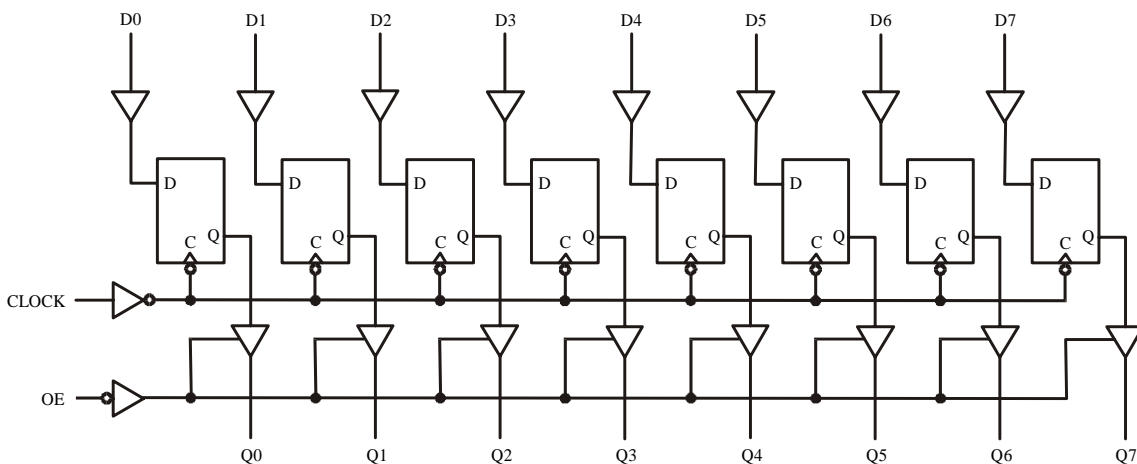 D0 D1 D2 D3 D4 D5 D6 D7
D D D D D D D D
Q Q Q Q Q Q Q Q
C C C C C C C C
CLOCK
OE
Q0 Q1 Q2 Q3 Q4 Q5 Q6 Q7